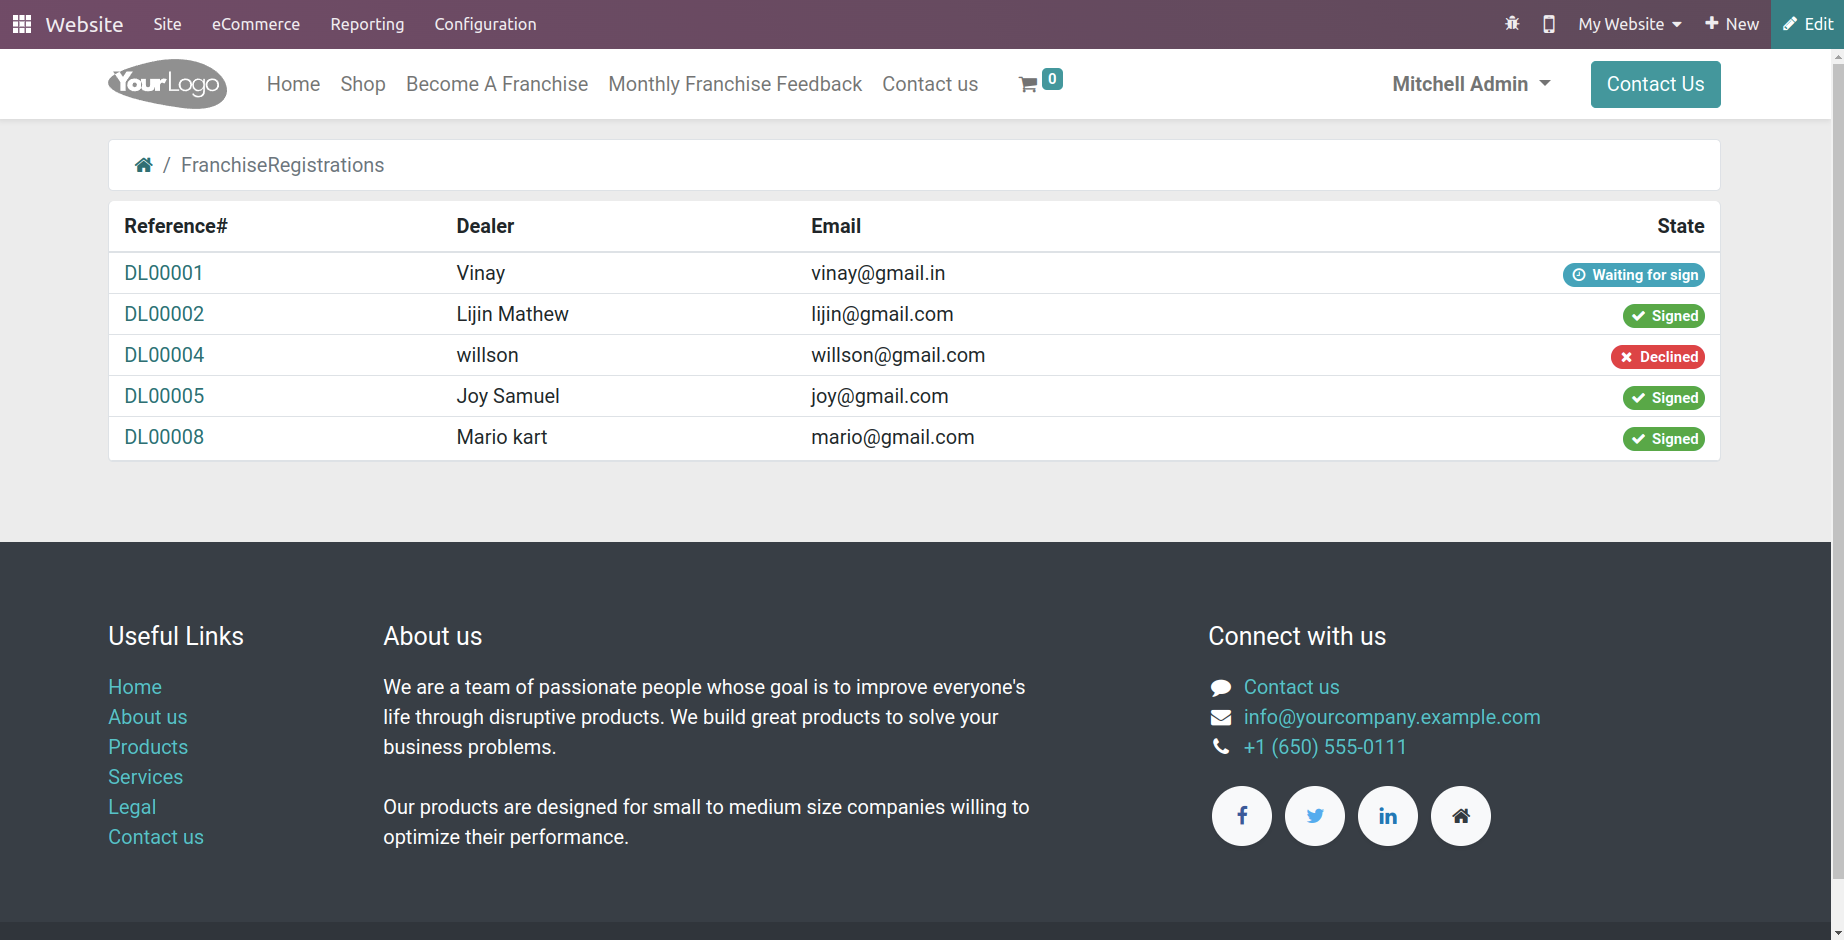 Website Site eCommerce Reporting Configuration My Website New Edit
YourLogo Home Shop Become A Franchise Monthly Franchise Feedback Contact us 0 Mitchell Admin Contact Us
/ FranchiseRegistrations
Reference# Dealer Email State
DL00001 Vinay vinay@gmail.in Waiting for sign
DL00002 Lijin Mathew lijin@gmail.com Signed
DL00004 willson willson@gmail.com Declined
DL00005 Joy Samuel joy@gmail.com Signed
DL00008 Mario kart mario@gmail.com Signed
Useful Links
Home
About us
Products
Services
Legal
Contact us
About us
We are a team of passionate people whose goal is to improve everyone's
life through disruptive products. We build great products to solve your
business problems.
Our products are designed for small to medium size companies willing to
optimize their performance.
Connect with us
Contact us
info@yourcompany.example.com
+1 (650) 555-0111